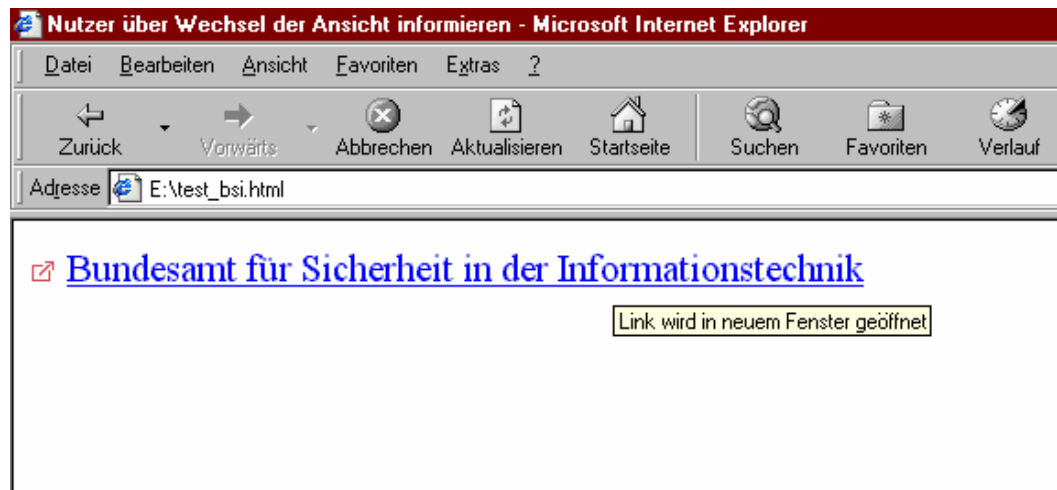 Nutzer über Wechsel der Ansicht informieren - Microsoft Internet Explorer
Datei Bearbeiten Ansicht Favoriten Extras ?
Zurück Vorwärts Abbrechen Aktualisieren Startseite Suchen Favoriten Verlauf
Adresse E:\test_bsi.html
Bundesamt für Sicherheit in der Informationstechnik
Link wird in neuem Fenster geöffnet